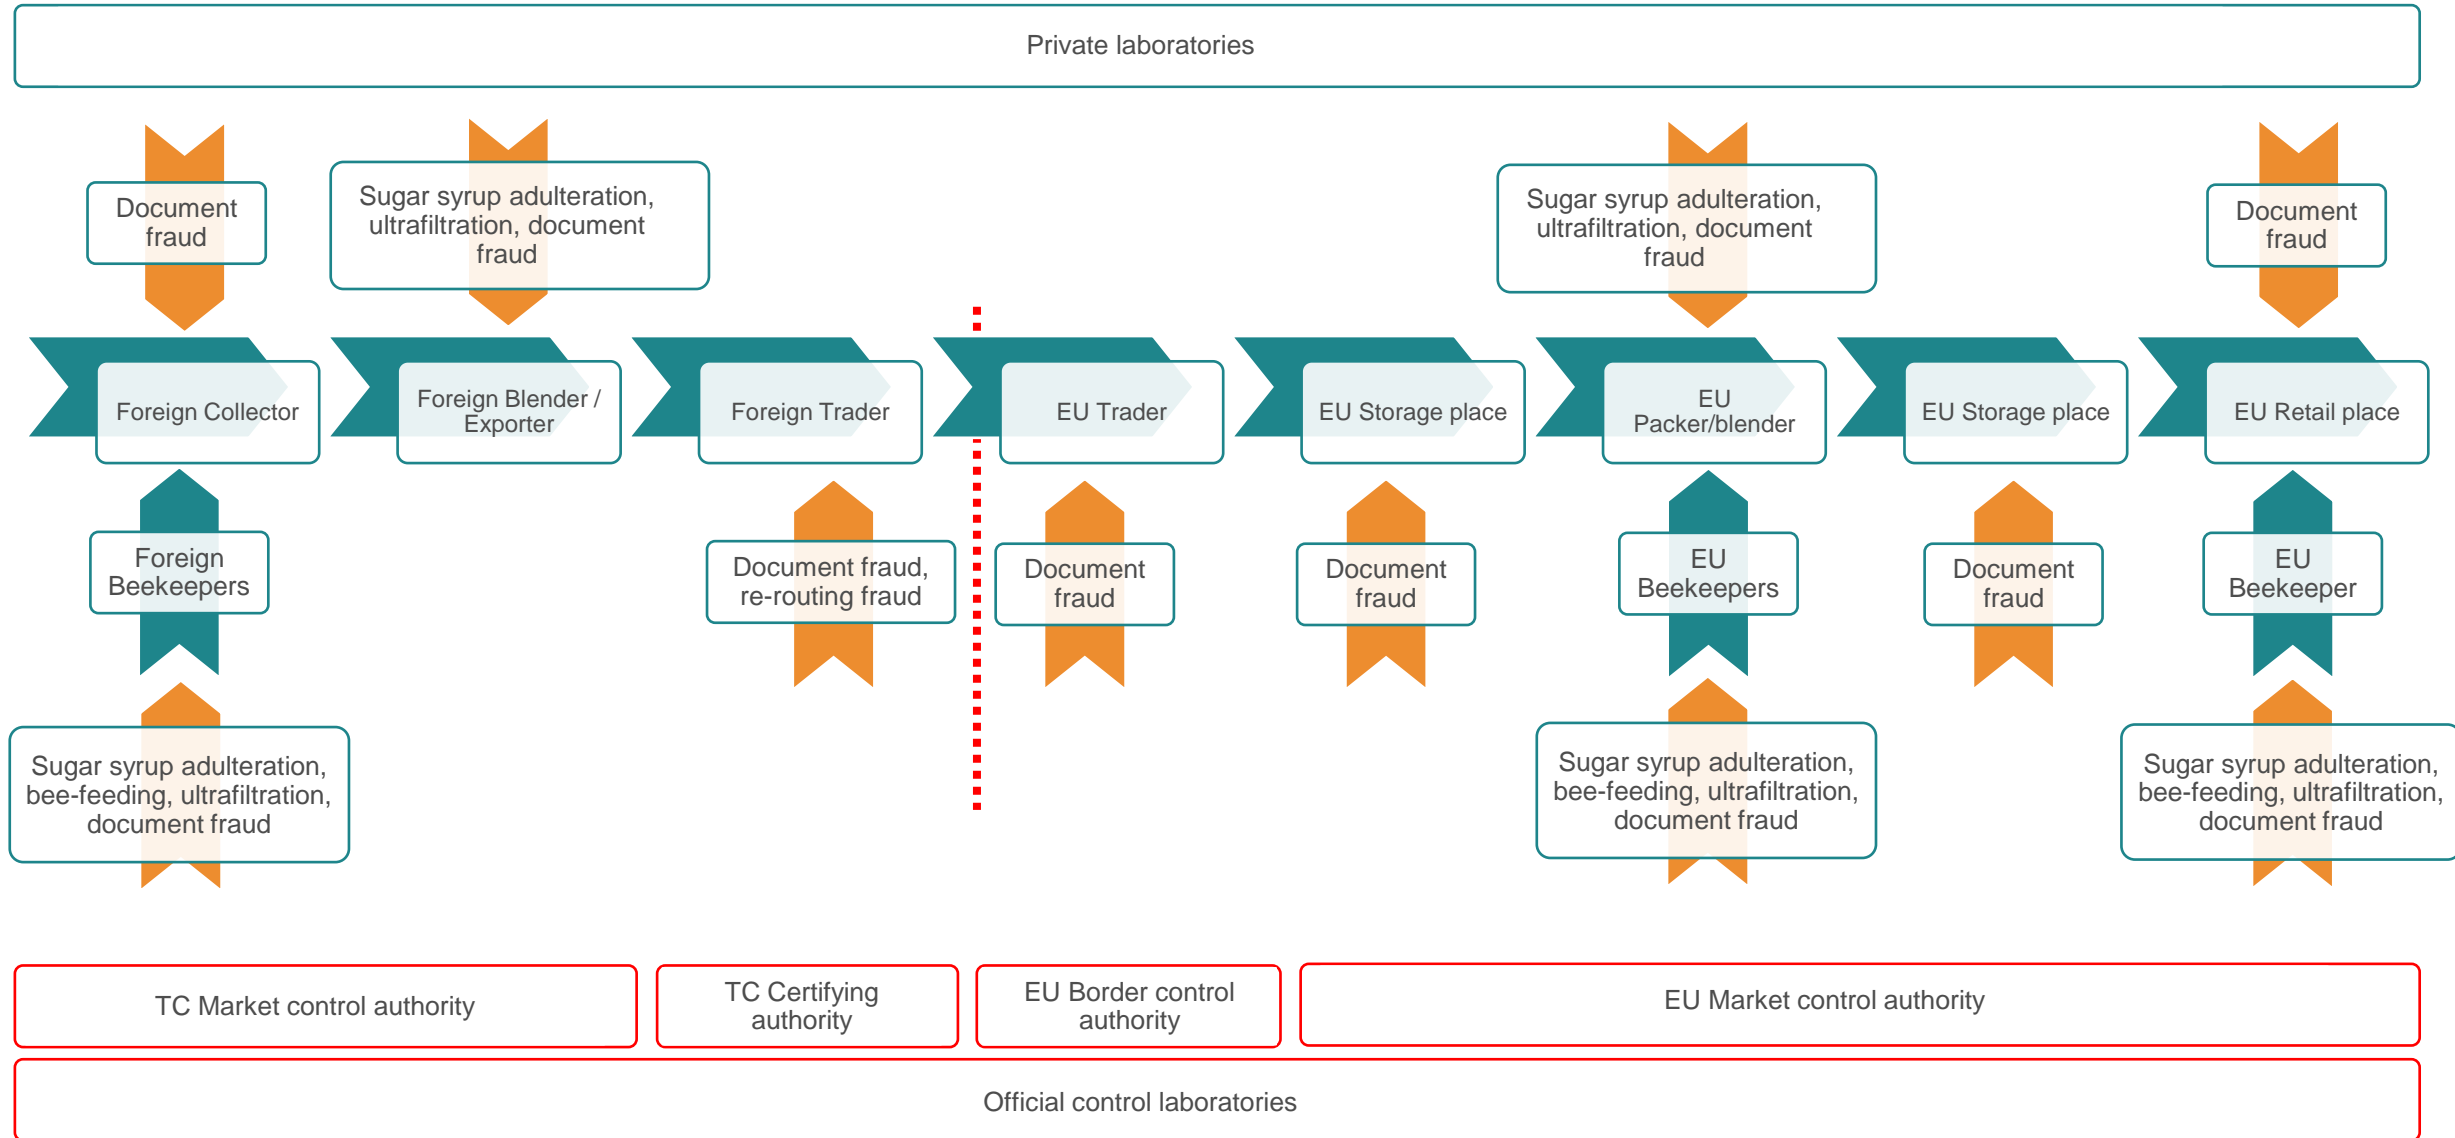 Private laboratories
Document
fraud
Sugar syrup adulteration,
ultrafiltration, document
fraud
Sugar syrup adulteration,
ultrafiltration, document
fraud
Document
fraud
Foreign Collector
Foreign Blender /
Exporter
Foreign Trader
EU Trader
EU Storage place
EU
Packer/blender
EU Storage place
EU Retail place
Foreign
Beekeepers
Document fraud,
re-routing fraud
Document
fraud
Document
fraud
EU
Beekeepers
Document
fraud
EU
Beekeeper
Sugar syrup adulteration,
bee-feeding, ultrafiltration,
document fraud
Sugar syrup adulteration,
bee-feeding, ultrafiltration,
document fraud
Sugar syrup adulteration,
bee-feeding, ultrafiltration,
document fraud
TC Market control authority
TC Certifying
authority
EU Border control
authority
EU Market control authority
Official control laboratories